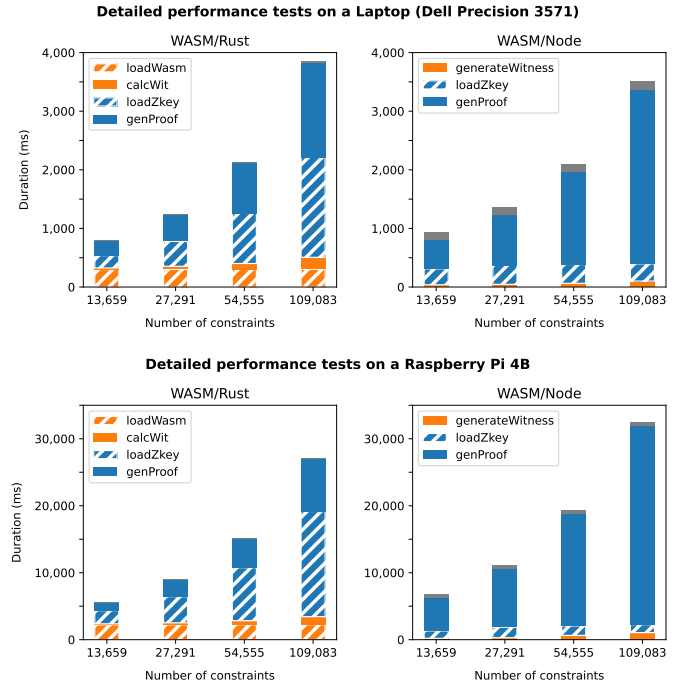 Detailed performance tests on a Laptop (Dell Precision 3571)
WASM/Rust
WASM/Node
4,000
3,000
2,000
1,000
0
Duration (ms)
loadWasm
calcWit
loadZkey
genProof
13,659 27,291 54,555 109,083
Number of constraints
4,000
3,000
2,000
1,000
0
generateWitness
loadZkey
genProof
13,659 27,291 54,555 109,083
Number of constraints
Detailed performance tests on a Raspberry Pi 4B
WASM/Rust
WASM/Node
30,000
20,000
10,000
0
Duration (ms)
loadWasm
calcWit
loadZkey
genProof
13,659 27,291 54,555 109,083
Number of constraints
30,000
20,000
10,000
0
generateWitness
loadZkey
genProof
13,659 27,291 54,555 109,083
Number of constraints